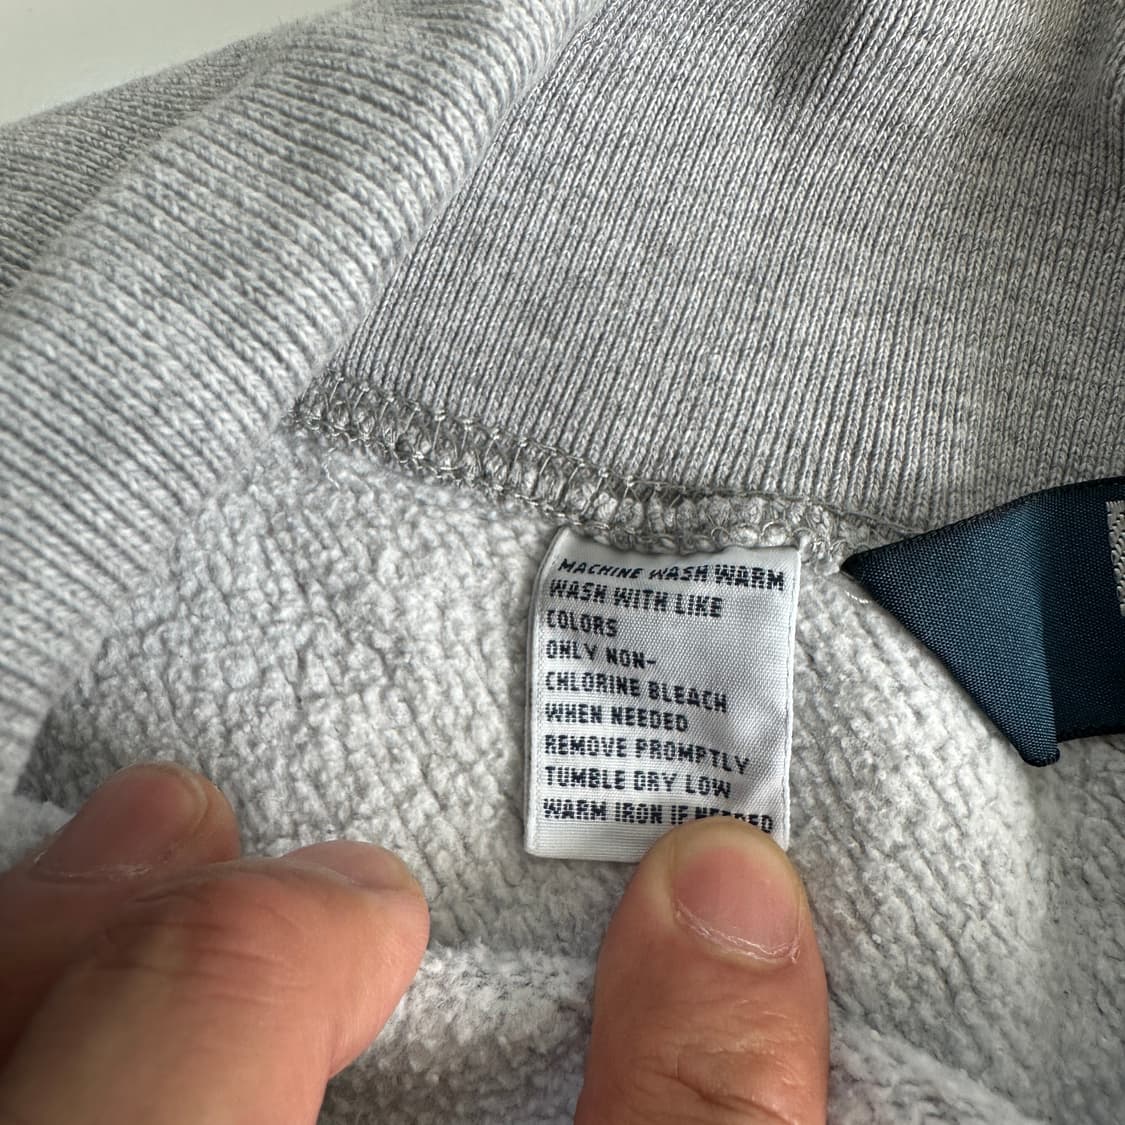 MACHINE WASH WARM
WASH WITH LIKE
COLORS
ONLY NON-
CHLORINE BLEACH
WHEN NEEDED
REMOVE PROMPTLY
TUMBLE DRY LOW
WARM IRON IF NEEDED